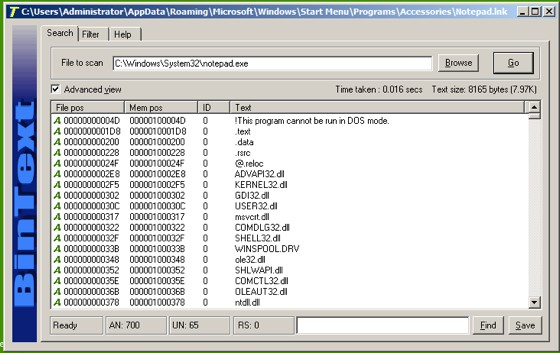 C:\Users\Administrator\AppData\Roaming\Microsoft\Windows\Start Menu\Programs\Accessories\Notepad.lnk
Search Filter Help
File to scan C:\Windows\System32\notepad.exe Browse Go
Advanced view Time taken : 0.016 secs Text size: 8165 bytes (7.97K)
File pos Mem pos ID Text
A 00000000004D 00000100004D 0 !This program cannot be run in DOS mode.
A 0000000001D8 0000010001D8 0 .text
A 000000000200 000001000200 0 .data
A 000000000228 000001000228 0 .rsrc
A 00000000024F 00000100024F 0 @.reloc
A 0000000002E8 0000010002E8 0 ADVAPI32.dll
A 0000000002F5 0000010002F5 0 KERNEL32.dll
A 000000000302 000001000302 0 GDI32.dll
A 00000000030C 00000100030C 0 USER32.dll
A 000000000317 000001000317 0 msvcrt.dll
A 000000000322 000001000322 0 COMDLG32.dll
A 00000000032F 00000100032F 0 SHELL32.dll
A 00000000033B 00000100033B 0 WINSPOOL.DRV
A 000000000348 000001000348 0 ole32.dll
A 000000000352 000001000352 0 SHLWAPI.dll
A 00000000035E 00000100035E 0 COMCTL32.dll
A 00000000036B 00000100036B 0 OLEAUT32.dll
A 000000000378 000001000378 0 ntdll.dll
Ready AN: 700 UN: 65 RS: 0 Find Save
BinText